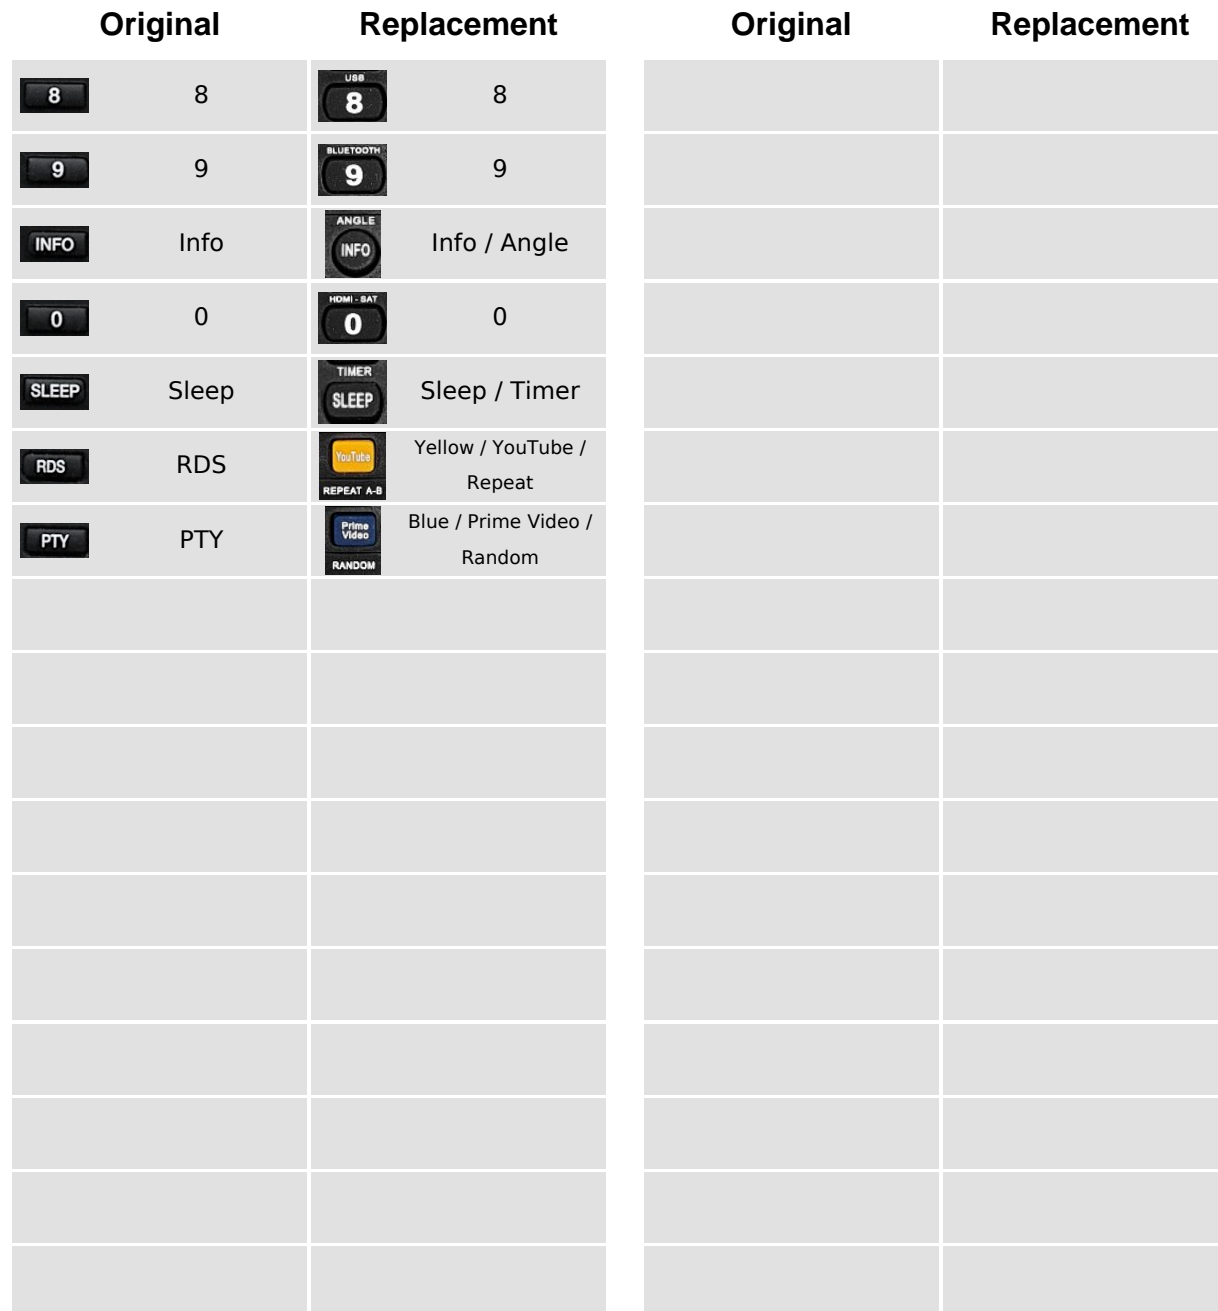 Original Replacement Original Replacement
8 8 USB 8 8
9 9 BLUETOOTH 9 9
INFO Info ANGLE INFO Info / Angle
0 0 HDMI - SAT 0 0
SLEEP Sleep TIMER SLEEP Sleep / Timer
RDS RDS YouTube REPEAT A-B Yellow / YouTube /
Repeat
PTY PTY Prime Video RANDOM Blue / Prime Video /
Random